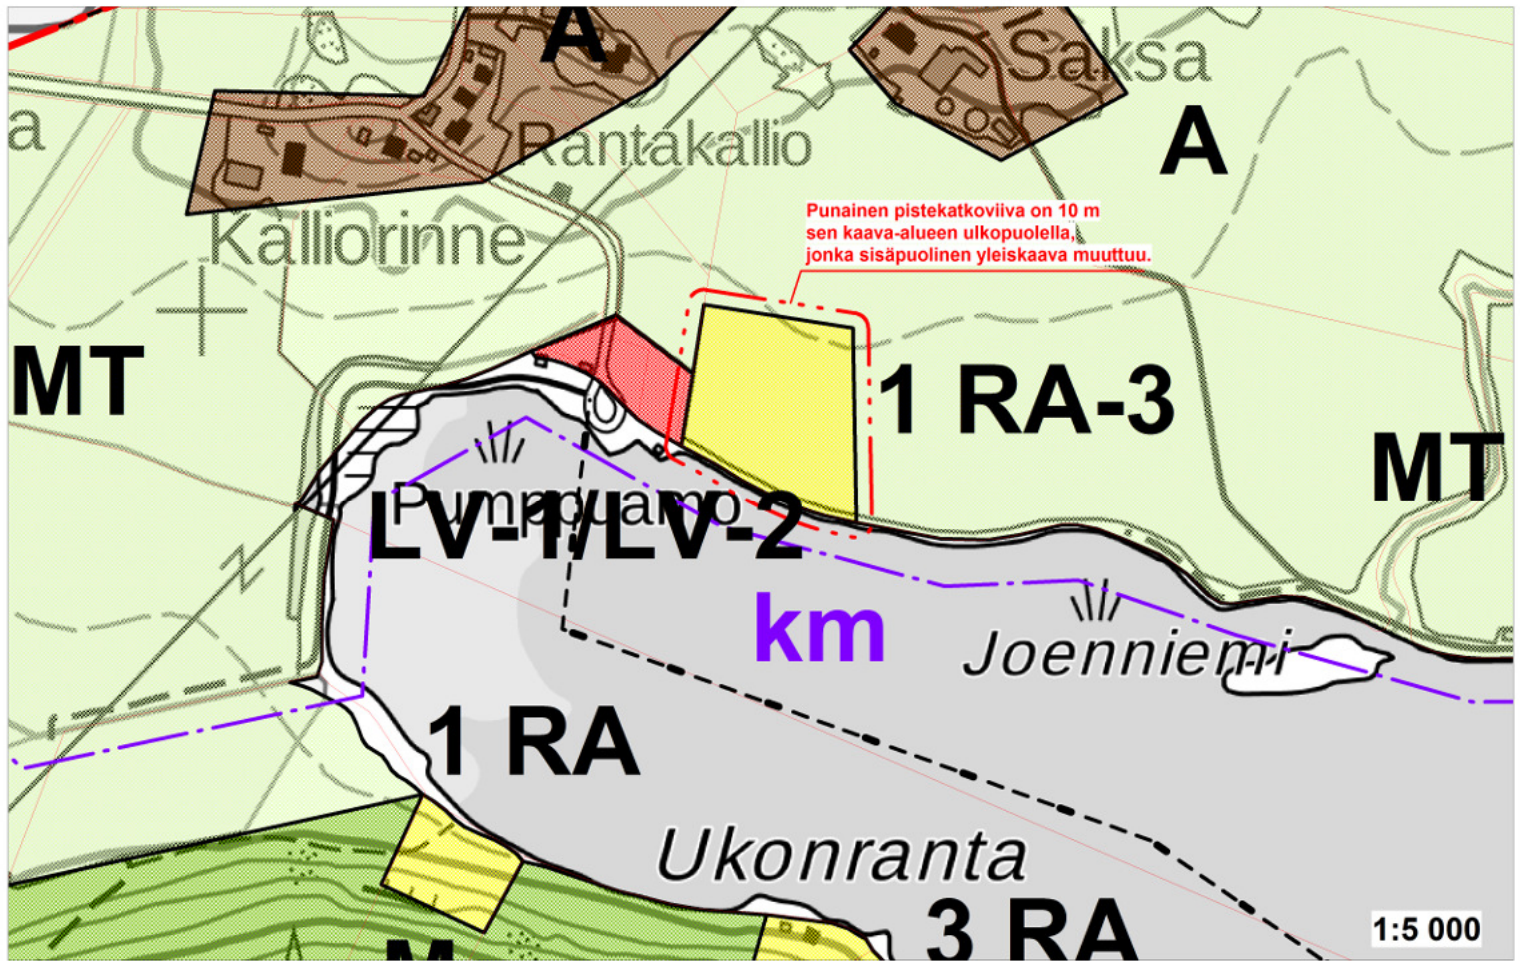 A
Saksa
a
Rantakallio
A
Punainen pistekatkoviiva on 10 m
sen kaava-alueen ulkopuolella,
jonka sisäpuolinen yleiskaava muuttuu.
Kalliorinne
MT
1 RA-3
MT
Pumppuamo
LV-1/LV-2
km
Joenniemi
1 RA
Ukonranta
3 RA
1:5 000
M